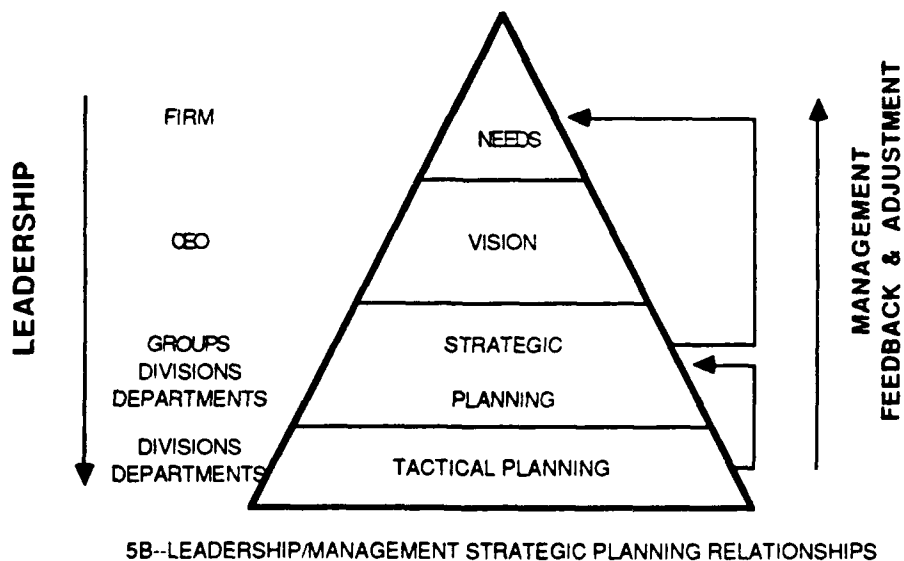 LEADERSHIP
FIRM
NEEDS
CEO
VISION
GROUPS
DIVISIONS
DEPARTMENTS
STRATEGIC
PLANNING
DIVISIONS
DEPARTMENTS
TACTICAL PLANNING
MANAGEMENT
FEEDBACK & ADJUSTMENT
5B--LEADERSHIP/MANAGEMENT STRATEGIC PLANNING RELATIONSHIPS